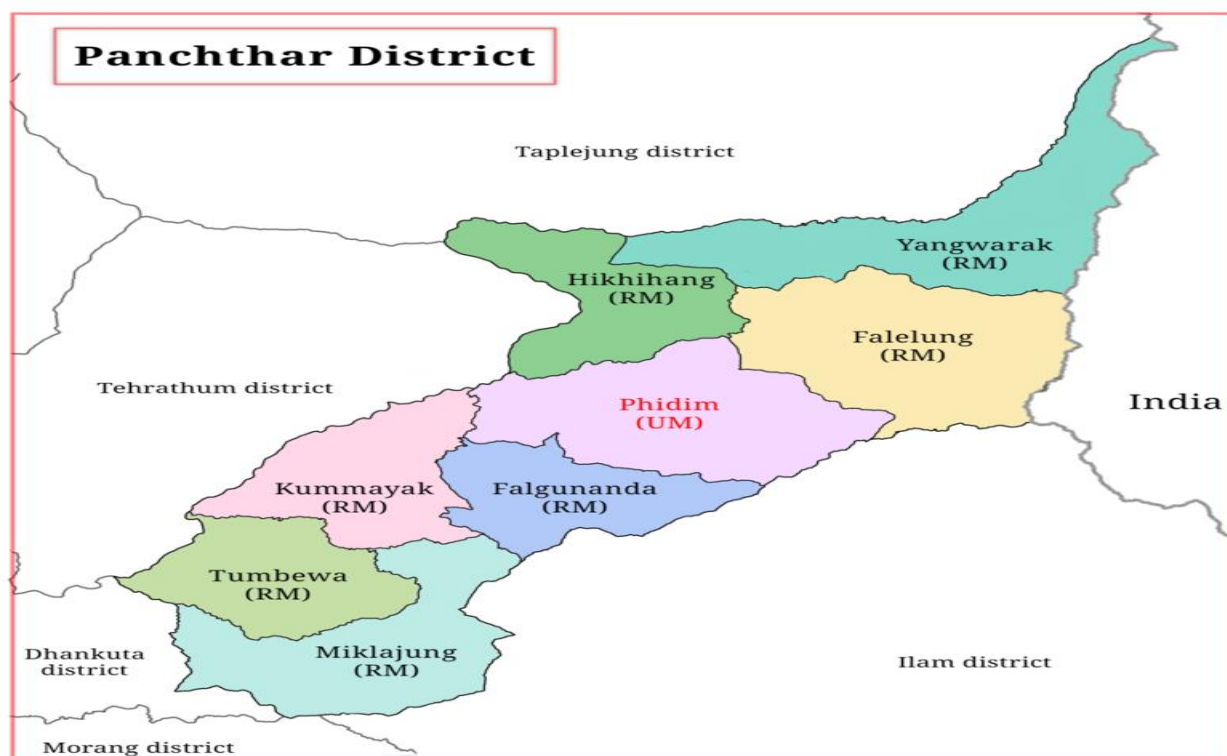 Panchthar District
Taplejung district
Yangwarak
(RM)
Hikhihang
(RM)
Falelung
(RM)
Tehrathum district
Phidim
(UM)
India
Kummayak
(RM)
Falgunanda
(RM)
Tumbewa
(RM)
Miklajung
(RM)
Dhankuta
district
Ilam district
Morang district